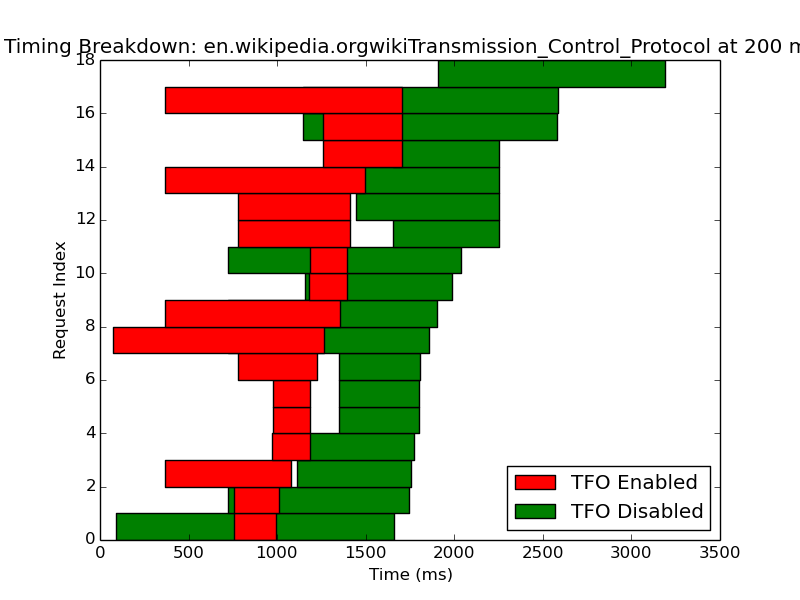 Timing Breakdown: en.wikipedia.orgwikiTransmission_Control_Protocol at 200 m
18
16
14
12
10
8
6
4
2
0
Request Index
TFO Enabled
TFO Disabled
0 500 1000 1500 2000 2500 3000 3500
Time (ms)